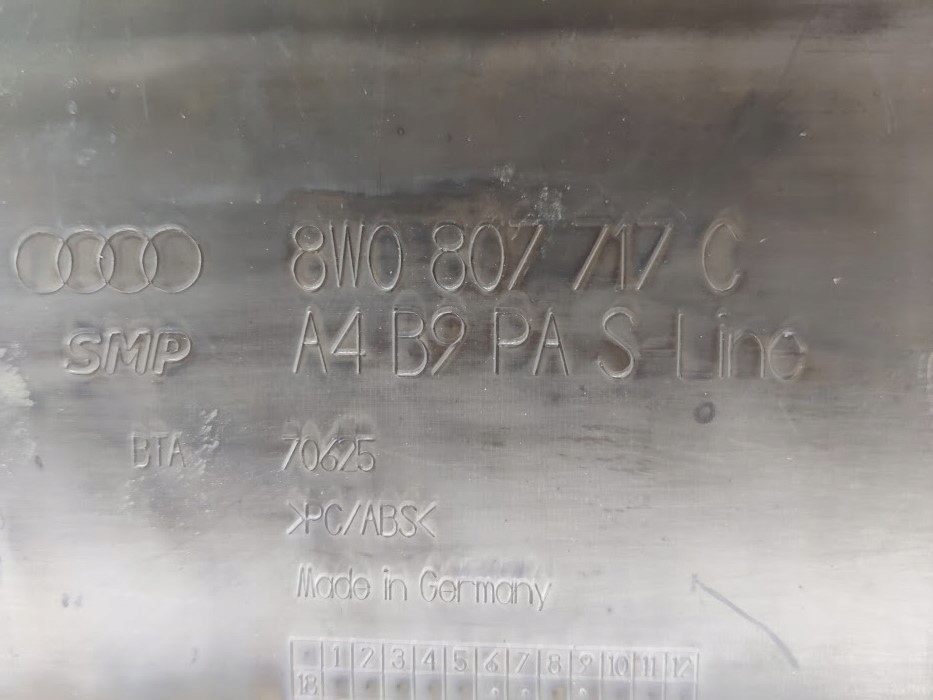 8W0 807 717 C
SMP A4 B9 PA S-Line
BTA 70625
>PC/ABS<
Made in Germany
1 2 3 4 5 6 7 8 9 10 11 12
18